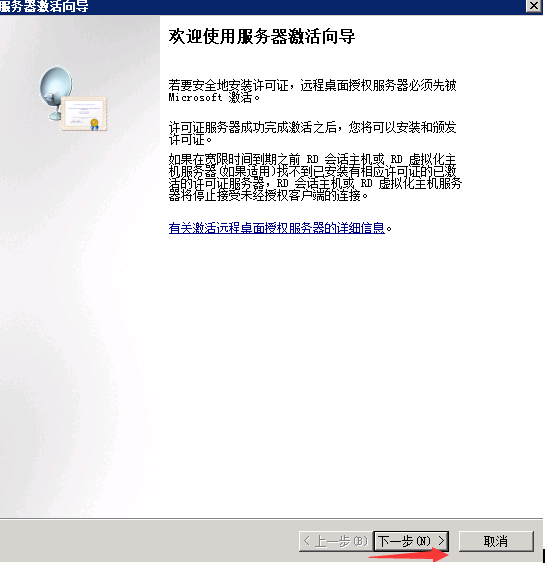 服务器激活向导
欢迎使用服务器激活向导
若要安全地安装许可证，远程桌面授权服务器必须先被
Microsoft 激活。
许可证服务器成功完成激活之后，您将可以安装和颁发
许可证。
如果在宽限时间到期之前 RD 会话主机或 RD 虚拟化主
机服务器(如果适用)找不到已安装有相应许可证的已激
活的许可证服务器，RD 会话主机或 RD 虚拟化主机服务
器将停止接受未经授权客户端的连接。
有关激活远程桌面授权服务器的详细信息。
< 上一步(B) 下一步(N) > 取消